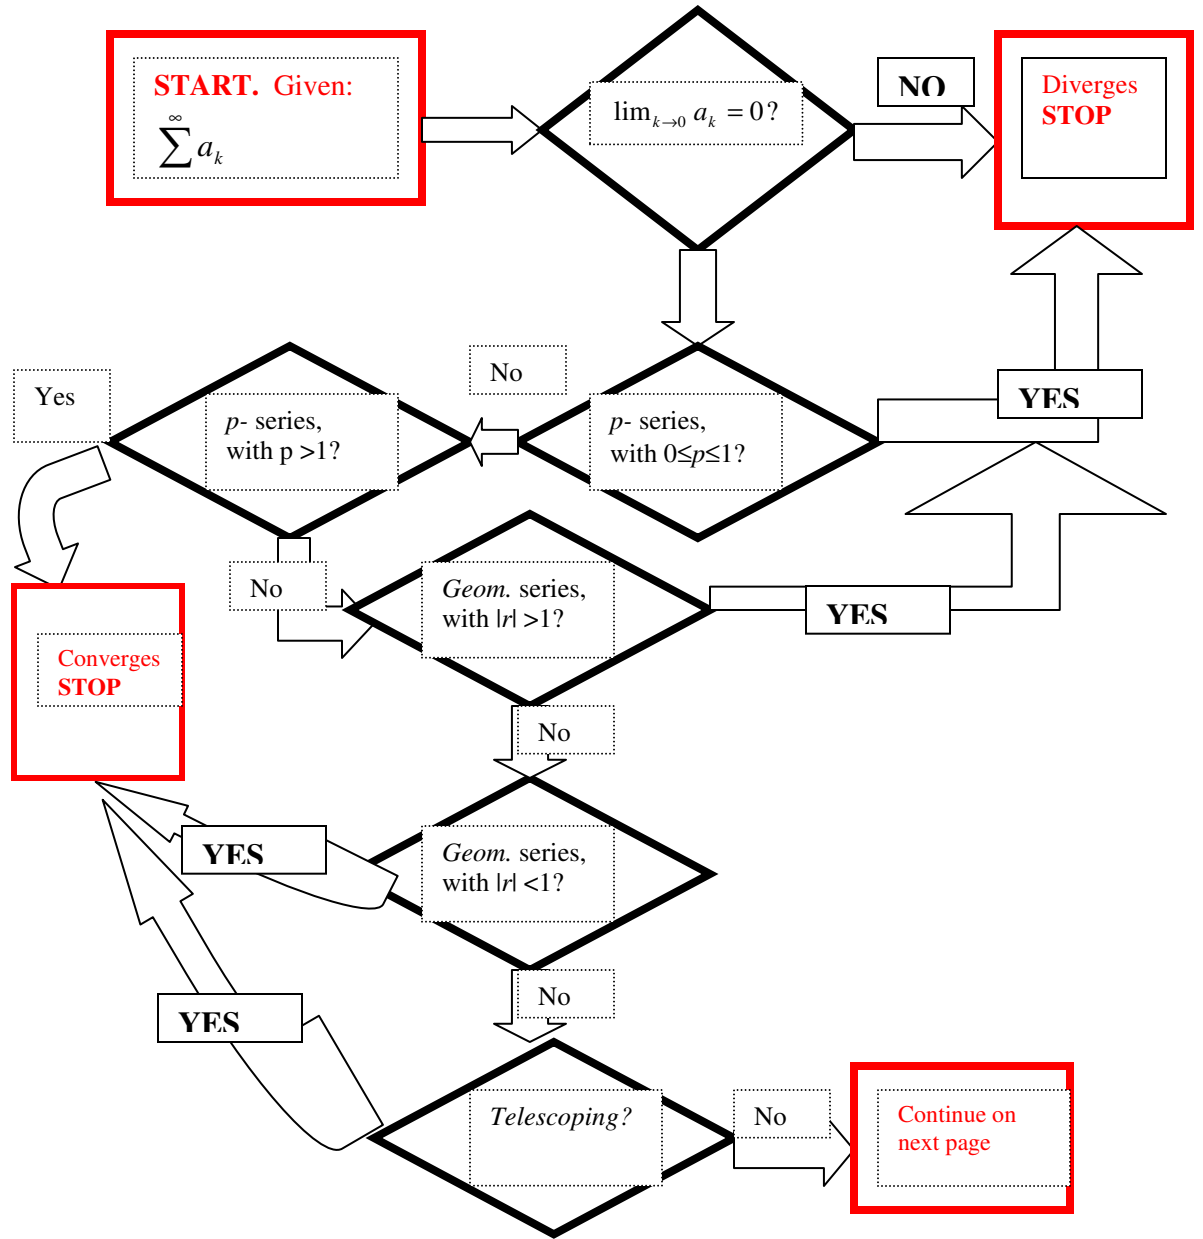 START. Given:
∞
∑ a_k
lim_{k→0} a_k = 0?
NO
Diverges
STOP
Yes
p- series,
with p >1?
No
p- series,
with 0≤p≤1?
YES
No
Geom. series,
with |r| >1?
YES
Converges
STOP
No
YES
Geom. series,
with |r| <1?
No
YES
Telescoping?
No
Continue on
next page